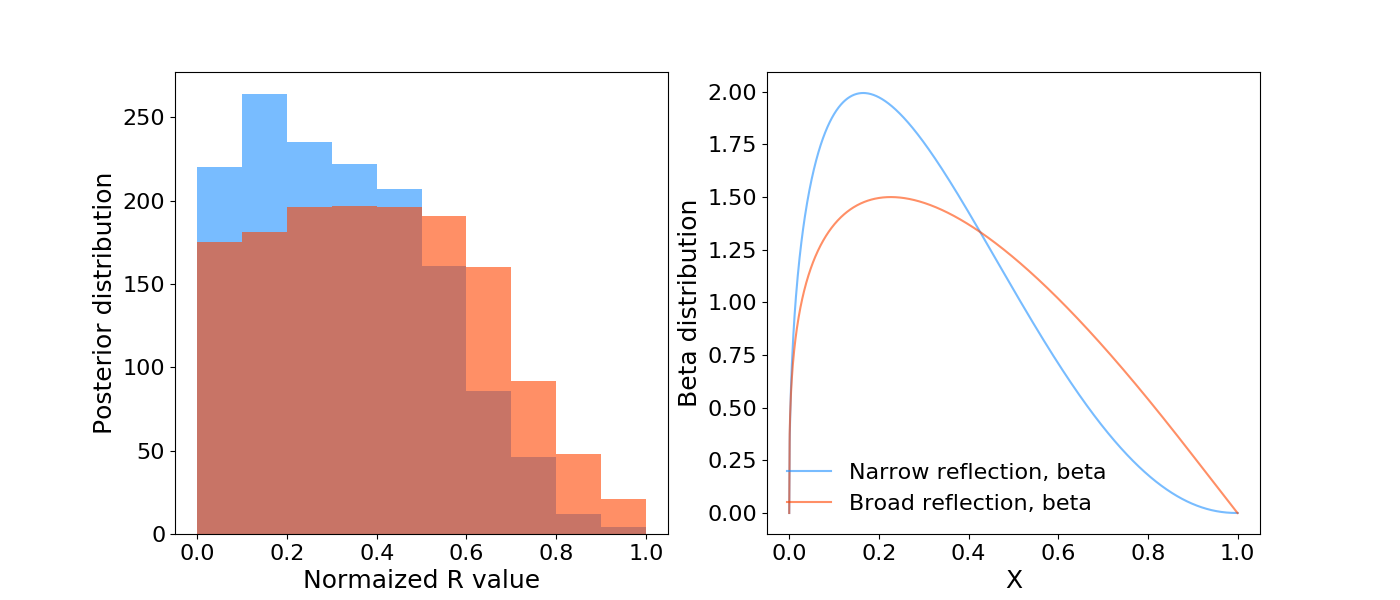 Posterior distribution
250
200
150
100
50
0
0.0 0.2 0.4 0.6 0.8 1.0
Normaized R value
Beta distribution
2.00
1.75
1.50
1.25
1.00
0.75
0.50
0.25
0.00
Narrow reflection, beta
Broad reflection, beta
0.0 0.2 0.4 0.6 0.8 1.0
X